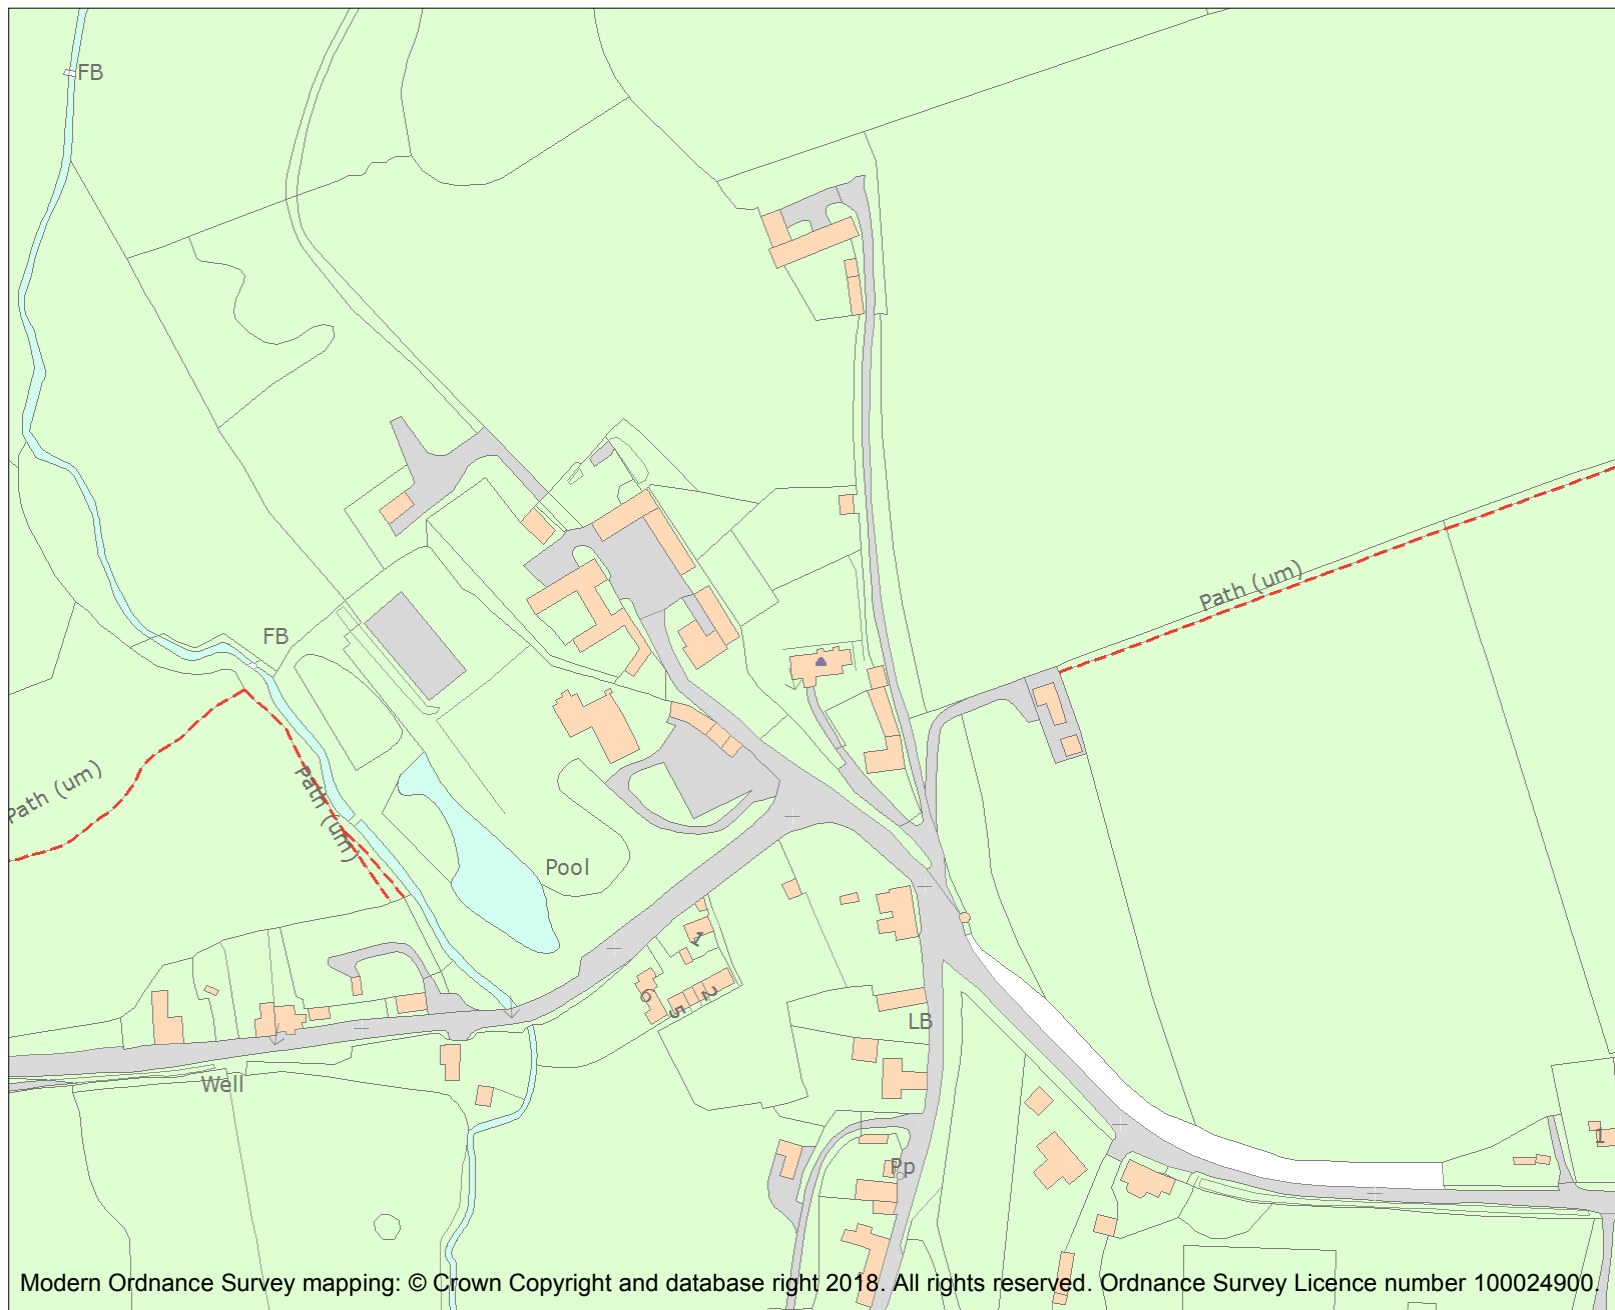 FB
Path (um)
FB
Path (um)
Path (um)
Pool
1
6
2
5
LB
Well
1
Pp
Modern Ordnance Survey mapping: © Crown Copyright and database right 2018. All rights reserved. Ordnance Survey Licence number 100024900.